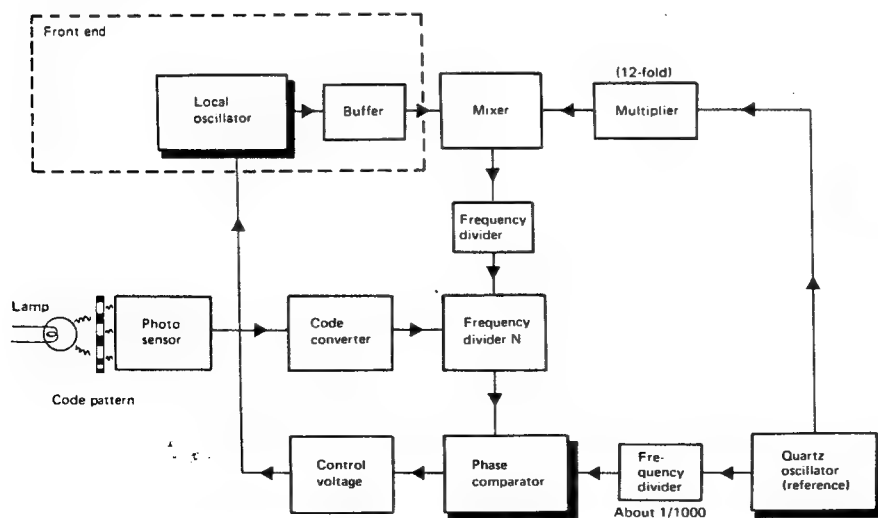 Front end
Local
oscillator
Buffer
Mixer
(12-fold)
Multiplier
Frequency
divider
Lamp
Photo
sensor
Code
converter
Frequency
divider N
Code pattern
Control
voltage
Phase
comparator
Fre-
quency
divider
About 1/1000
Quartz
oscillator
(reference)